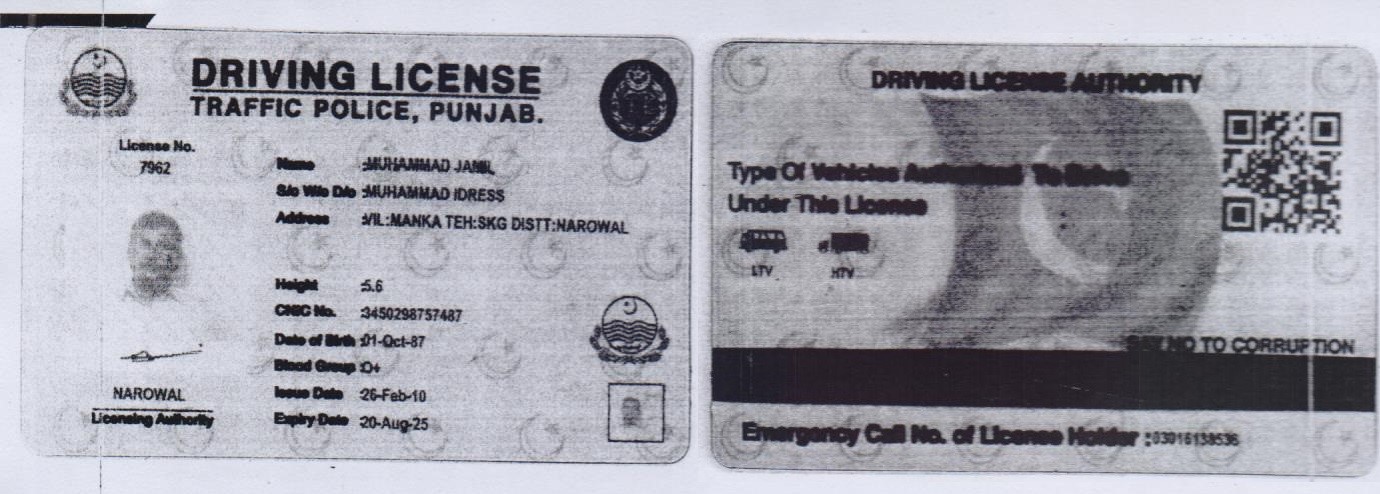 DRIVING LICENSE
TRAFFIC POLICE, PUNJAB.
License No.
7962
Name :MUHAMMAD JAMIL
S/o W/o D/o :MUHAMMAD IDRESS
Address :VIL:MANKA TEH:SKG DISTT:NAROWAL
Height :5.6
CNIC No. :3450298757487
Date of Birth :01-Oct-87
Blood Group :O+
Issue Date :26-Feb-10
Expiry Date :20-Aug-25
NAROWAL
Licensing Authority
DRIVING LICENSE AUTHORITY
Type Of Vehicles Authorized To Drive
Under This License
LTV HTV
SAY NO TO CORRUPTION
Emergency Call No. of License Holder :03016138536